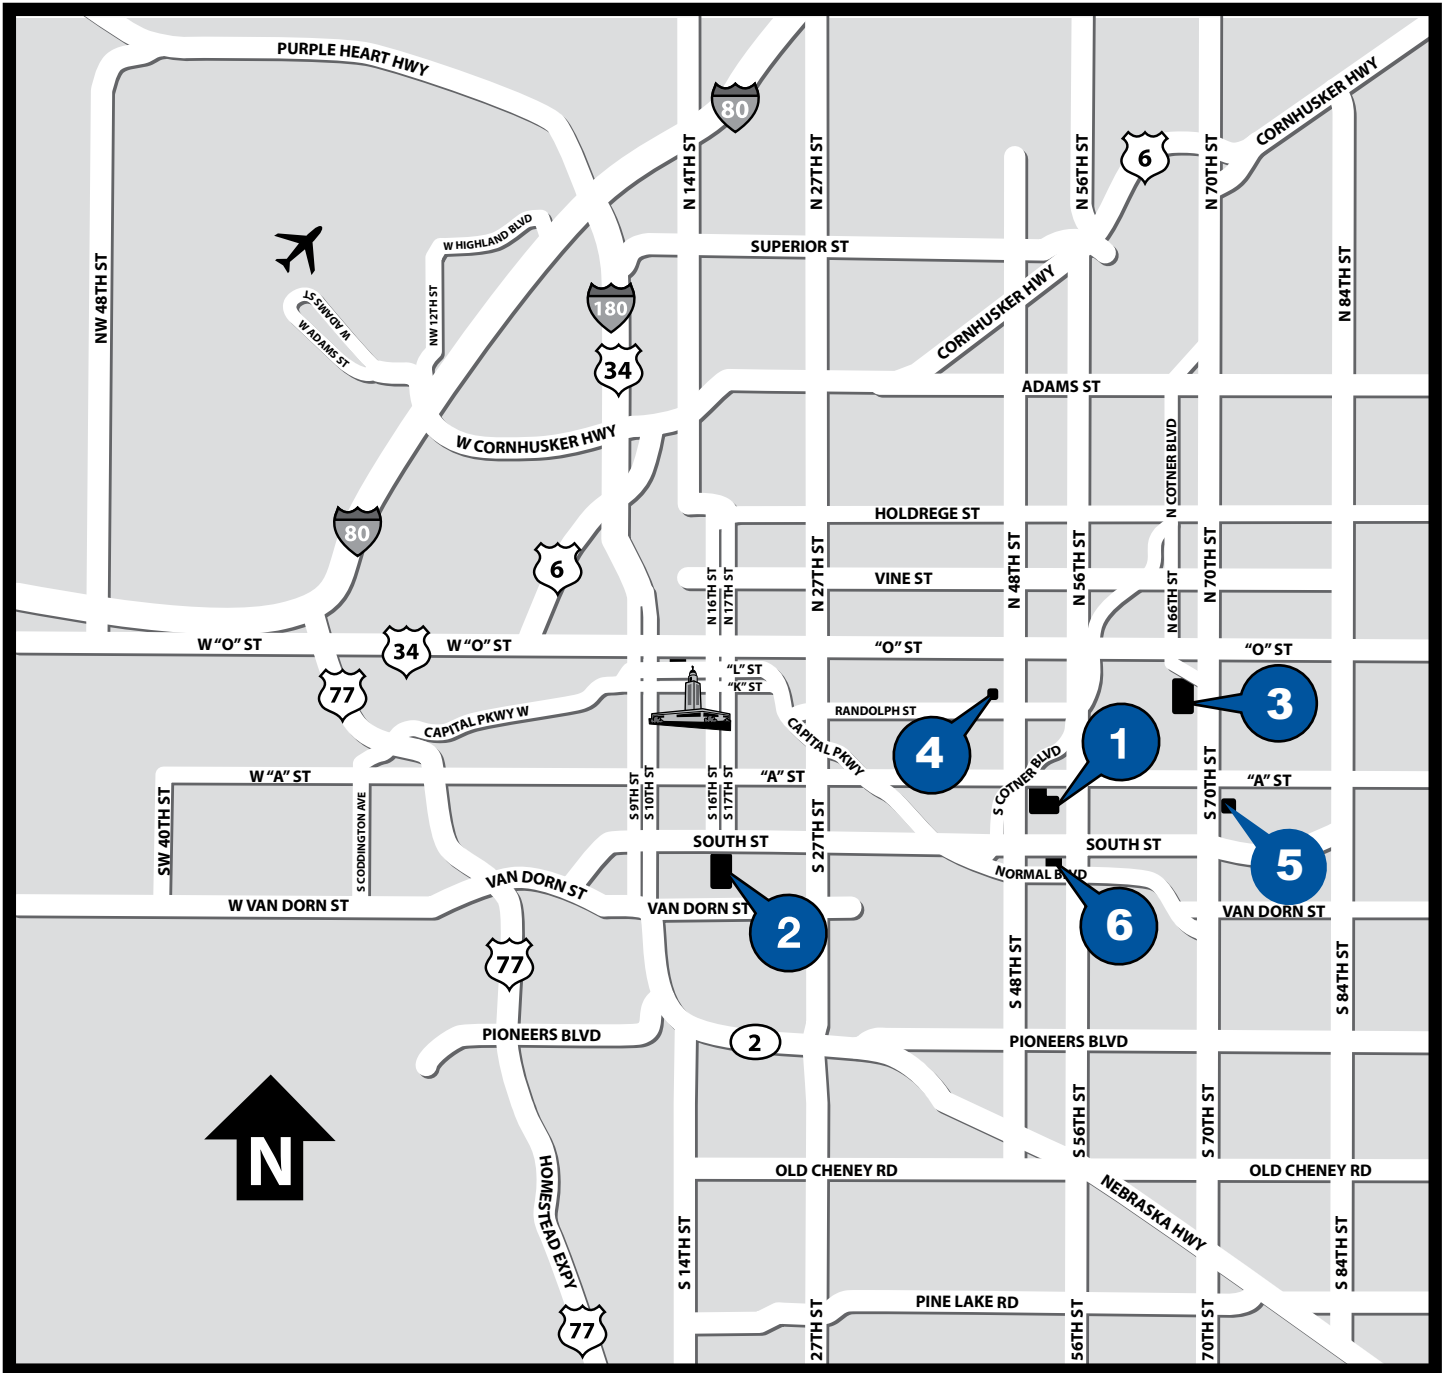 PURPLE HEART HWY
80
N 14TH ST
N 27TH ST
N 56TH ST
6
N 70TH ST
CORNHUSKER HWY
W HIGHLAND BLVD
SUPERIOR ST
NW 48TH ST
N 84TH ST
W ADAMS ST
W ADAMS ST
NW 12TH ST
180
34
CORNHUSKER HWY
ADAMS ST
W CORNHUSKER HWY
N COTNER BLVD
80
HOLDREGE ST
6
N 16TH ST
N 17TH ST
N 27TH ST
VINE ST
N 48TH ST
N 56TH ST
N 66TH ST
N 70TH ST
W “O” ST
34
W “O” ST
“O” ST
“O” ST
77
“L” ST
“K” ST
CAPITAL PKWY W
RANDOLPH ST
CAPITAL PKWY
4
1
3
W “A” ST
“A” ST
“A” ST
SW 40TH ST
S CODDINGTON AVE
S 9TH ST
S 10TH ST
S 16TH ST
S 17TH ST
S 27TH ST
S COTNER BLVD
S 70TH ST
SOUTH ST
SOUTH ST
NORMAL BLVD
5
VAN DORN ST
W VAN DORN ST
VAN DORN ST
VAN DORN ST
2
6
77
S 48TH ST
S 84TH ST
PIONEERS BLVD
2
PIONEERS BLVD
N
S 56TH ST
S 70TH ST
OLD CHENEY RD
OLD CHENEY RD
HOMESTEAD EXPY
NEBRASKA HWY
S 14TH ST
S 84TH ST
PINE LAKE RD
77
27TH ST
56TH ST
70TH ST